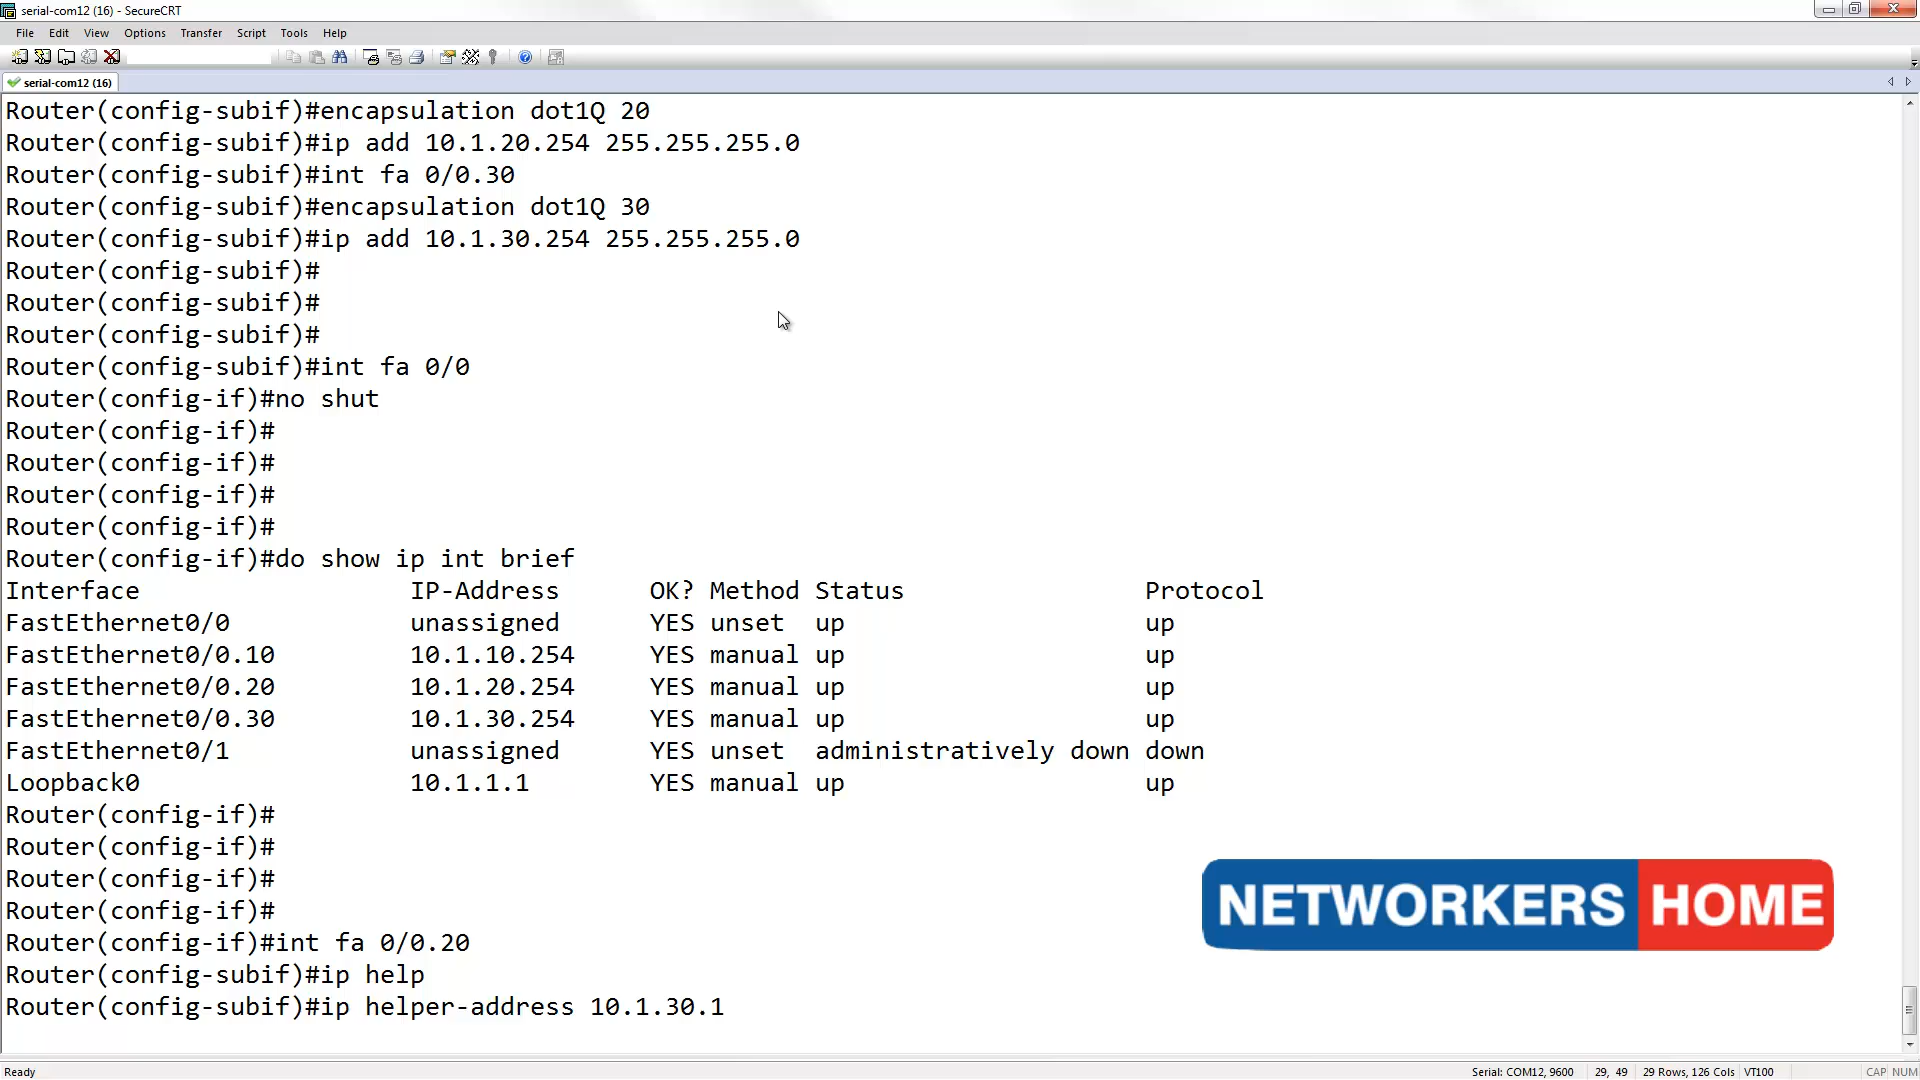 serial-com12 (16) - SecureCRT
File Edit View Options Transfer Script Tools Help
serial-com12 (16)
Router(config-subif)#encapsulation dot1Q 20
Router(config-subif)#ip add 10.1.20.254 255.255.255.0
Router(config-subif)#int fa 0/0.30
Router(config-subif)#encapsulation dot1Q 30
Router(config-subif)#ip add 10.1.30.254 255.255.255.0
Router(config-subif)#
Router(config-subif)#
Router(config-subif)#
Router(config-subif)#int fa 0/0
Router(config-if)#no shut
Router(config-if)#
Router(config-if)#
Router(config-if)#
Router(config-if)#
Router(config-if)#do show ip int brief
Interface IP-Address OK? Method Status Protocol
FastEthernet0/0 unassigned YES unset up up
FastEthernet0/0.10 10.1.10.254 YES manual up up
FastEthernet0/0.20 10.1.20.254 YES manual up up
FastEthernet0/0.30 10.1.30.254 YES manual up up
FastEthernet0/1 unassigned YES unset administratively down down
Loopback0 10.1.1.1 YES manual up up
Router(config-if)#
Router(config-if)#
Router(config-if)#
Router(config-if)#
Router(config-if)#int fa 0/0.20
Router(config-subif)#ip help
Router(config-subif)#ip helper-address 10.1.30.1
NETWORKERS HOME
Ready Serial: COM12, 9600 29, 49 29 Rows, 126 Cols VT100 CAP NUM